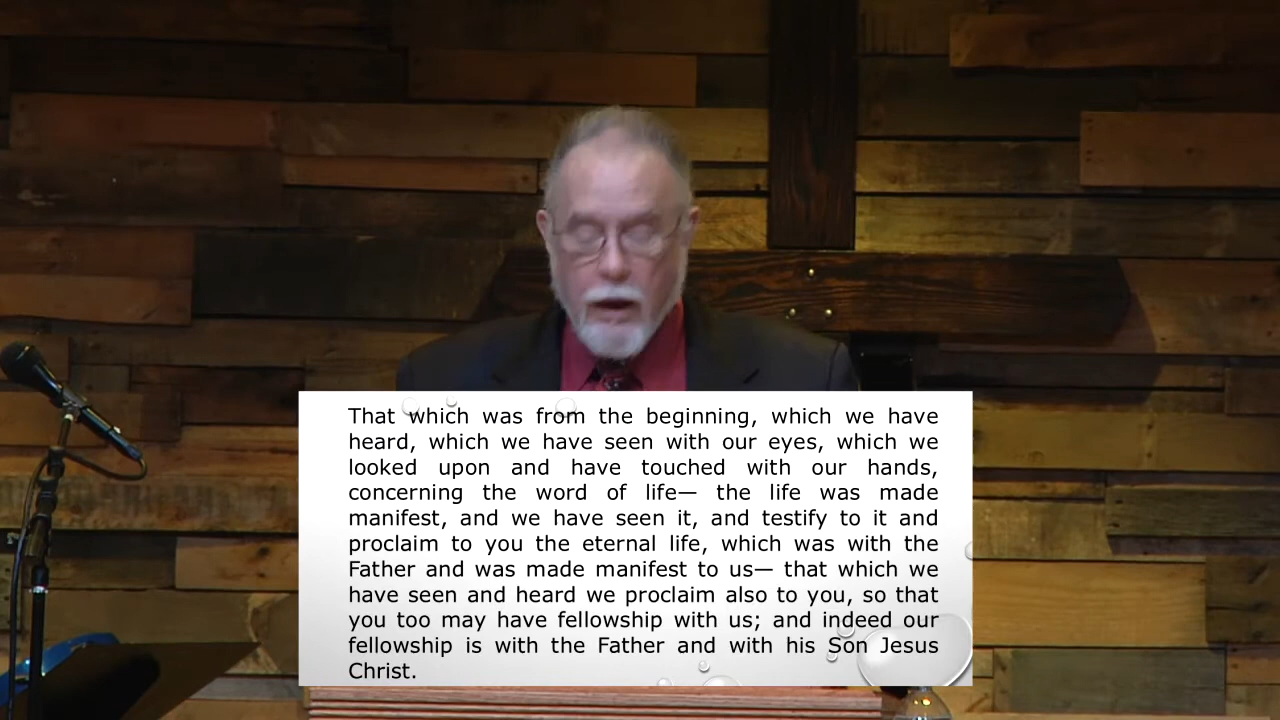 That which was from the beginning, which we have
heard, which we have seen with our eyes, which we
looked upon and have touched with our hands,
concerning the word of life— the life was made
manifest, and we have seen it, and testify to it and
proclaim to you the eternal life, which was with the
Father and was made manifest to us— that which we
have seen and heard we proclaim also to you, so that
you too may have fellowship with us; and indeed our
fellowship is with the Father and with his Son Jesus
Christ.